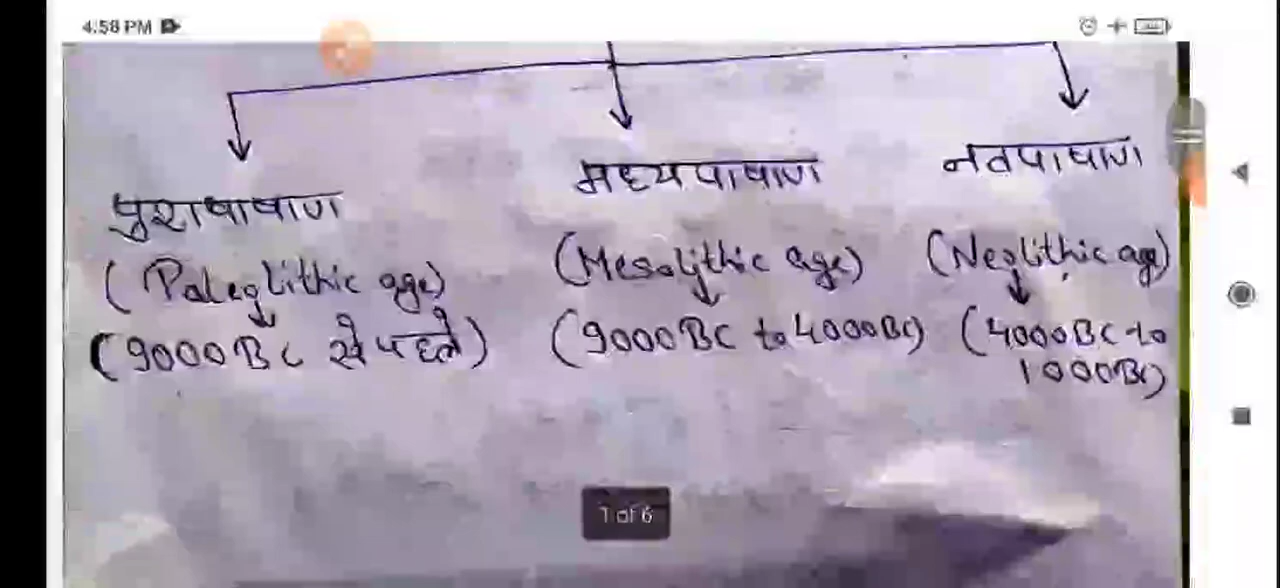 4:58 PM
पुरापाषाण
(Paleolithic age)
(9000 BC से पहले)
मध्यपाषाण
(Mesolithic age)
(9000 BC to 4000 BC)
नवपाषाण
(Neolithic age)
(4000 BC to
1000 BC)
1 of 6